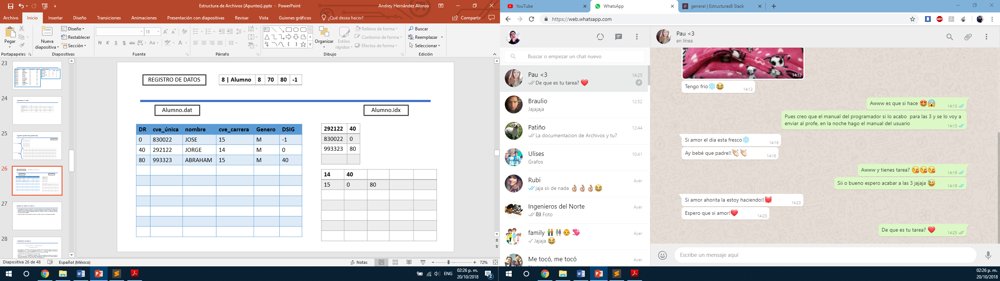 Estructura de Archivos (Apuntes).pptx - PowerPoint
Andrey Hernández Alonso
Archivo Inicio Insertar Diseño Transiciones Animaciones Presentación con diapositivas Revisar Vista Guiones gráficos ¿Qué desea hacer? Compartir
Pegar
Portapapeles
Nueva diapositiva
Diseño
Restablecer
Sección
Diapositivas
18
N K S S abc AV Aa A
Fuente
Párrafo
Organizar
Estilos rápidos
Relleno de forma
Contorno de forma
Efectos de forma
Dibujo
Buscar
Reemplazar
Seleccionar
Edición
23
24
25
26
27
28
REGISTRO DE DATOS
8 | Alumno 8 70 80 -1
Alumno.dat
Alumno.idx
DR cve_única nombre cve_carrera Genero DSIG
0 830022 JOSE 15 M -1
40 292122 JORGE 14 M 0
80 993323 ABRAHAM 15 M 40
292122 40
830022 0
993323 80
14 40
15 0 80
Diapositiva 26 de 48 Español (México) Notas 72%
ENG 02:26 p. m. 20/10/2018 2
YouTube
WhatsApp
general | EstructurasB Slack
https://web.whatsapp.com
ABP
Buscar o empezar un chat nuevo
Pau <3 14:25
De que es tu tarea? ❤️
Braulio 12:52
Jajajaja
Patiño 12:44
La documentacion de Archivos y tu?
Ulises 10:41
Grafos
Rubi Ayer
jaja sii de nada 👌👌👌😂
Ingenieros del Norte Ayer
Foto
family Ayer
Jajaja 😂
Me tocó, me tocó Ayer
Pau <3
en línea
14:12
Tengo frio❄️😂 14:12
Awww es que si hace 😍😱 14:13
Pues creo que el manual del programador si lo acabo para las 3 y se lo voy a
enviar al profe, en la noche hago el manual del usuario 14:13
Si amor el dia esta fresco❄️ 14:16
Ay bebé que padre!!👏👏 14:16
Awww y tienes tarea? 😘😘😘 14:19
Sii o bueno espero acabar a las 3 jajaja 😅 14:19
Si amor ahorita la estoy haciendo!!💓 14:23
Espero que si amor!❤️ 14:23
De que es tu tarea? ❤️ 14:25
Escribe un mensaje aquí
02:26 p. m.
20/10/2018